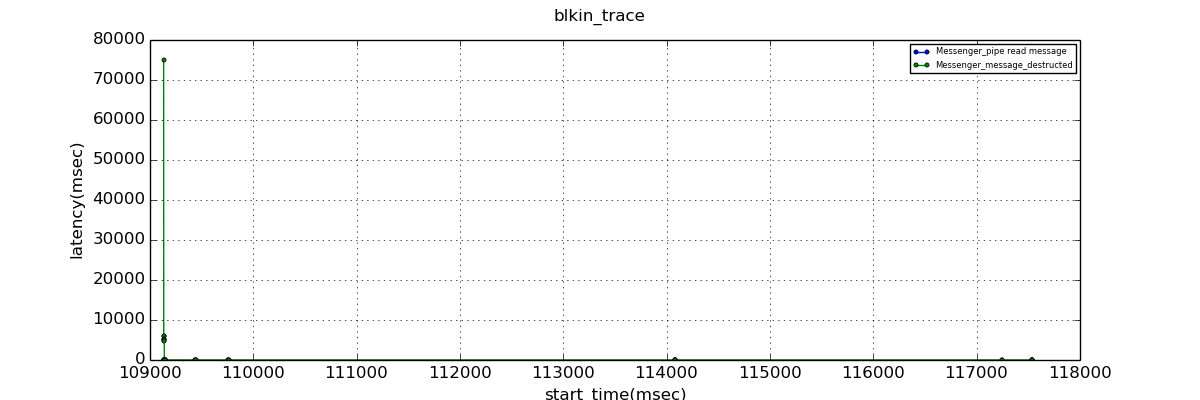 blkin_trace
80000
70000
60000
50000
40000
30000
20000
10000
0
latency(msec)
Messenger_pipe read message
Messenger_message_destructed
109000 110000 111000 112000 113000 114000 115000 116000 117000 118000
start_time(msec)